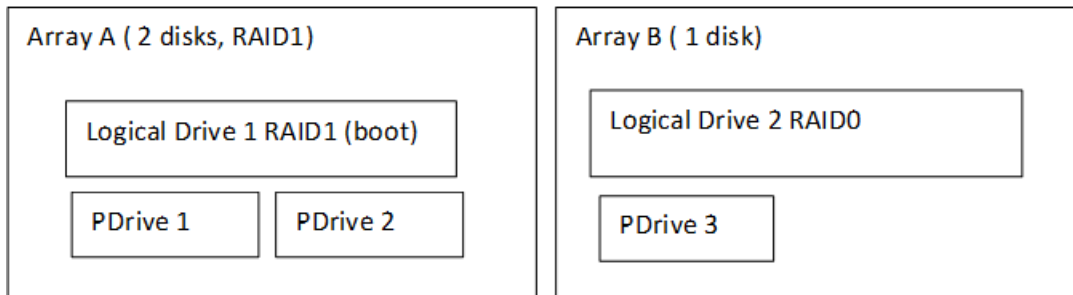 Array A ( 2 disks, RAID1)
Logical Drive 1 RAID1 (boot)
PDrive 1
PDrive 2
Array B ( 1 disk)
Logical Drive 2 RAID0
PDrive 3